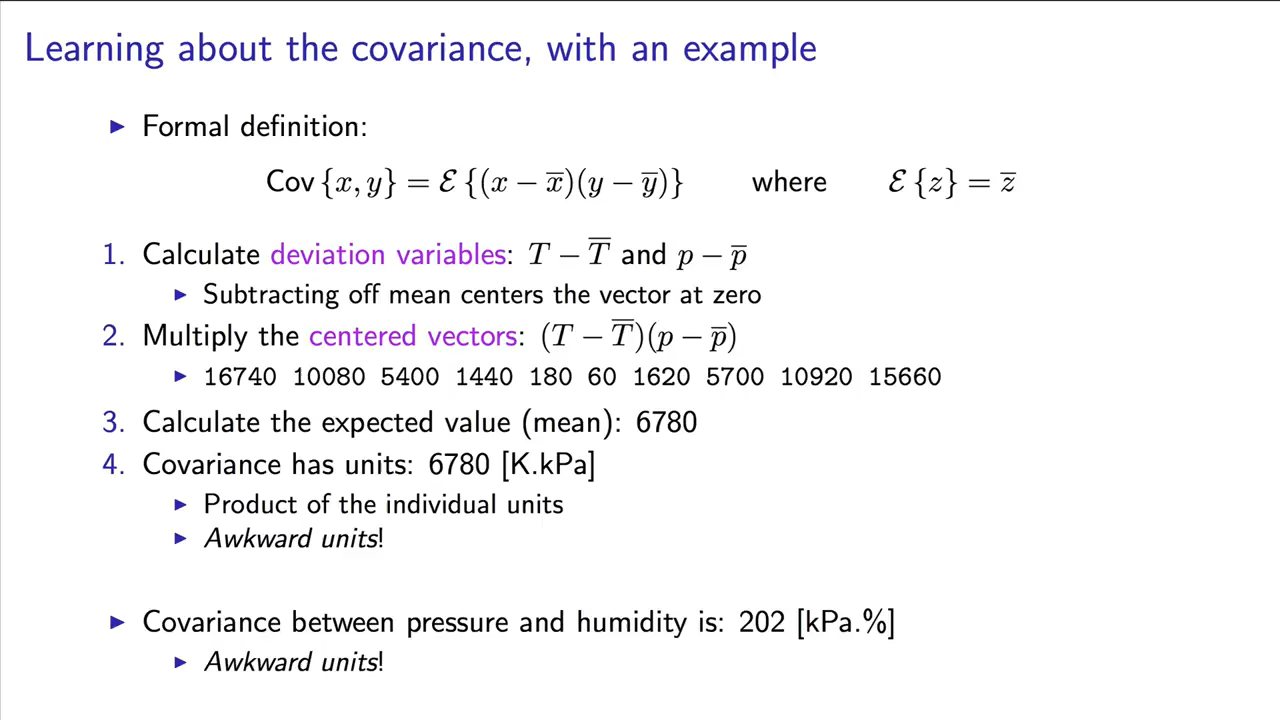 Learning about the covariance, with an example
▶ Formal definition:
Cov {x, y} = ℰ {(x − x̅)(y − y̅)} where ℰ {z} = z̅
1. Calculate deviation variables: T − T̅ and p − p̅
▶ Subtracting off mean centers the vector at zero
2. Multiply the centered vectors: (T − T̅)(p − p̅)
▶ 16740 10080 5400 1440 180 60 1620 5700 10920 15660
3. Calculate the expected value (mean): 6780
4. Covariance has units: 6780 [K.kPa]
▶ Product of the individual units
▶ Awkward units!
▶ Covariance between pressure and humidity is: 202 [kPa.%]
▶ Awkward units!